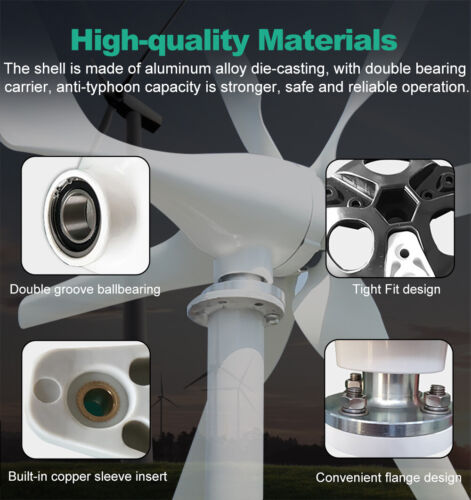 High-quality Materials
The shell is made of aluminum alloy die-casting, with double bearing
carrier, anti-typhoon capacity is stronger, safe and reliable operation.
Double groove ballbearing
Tight Fit design
Built-in copper sleeve insert
Convenient flange design